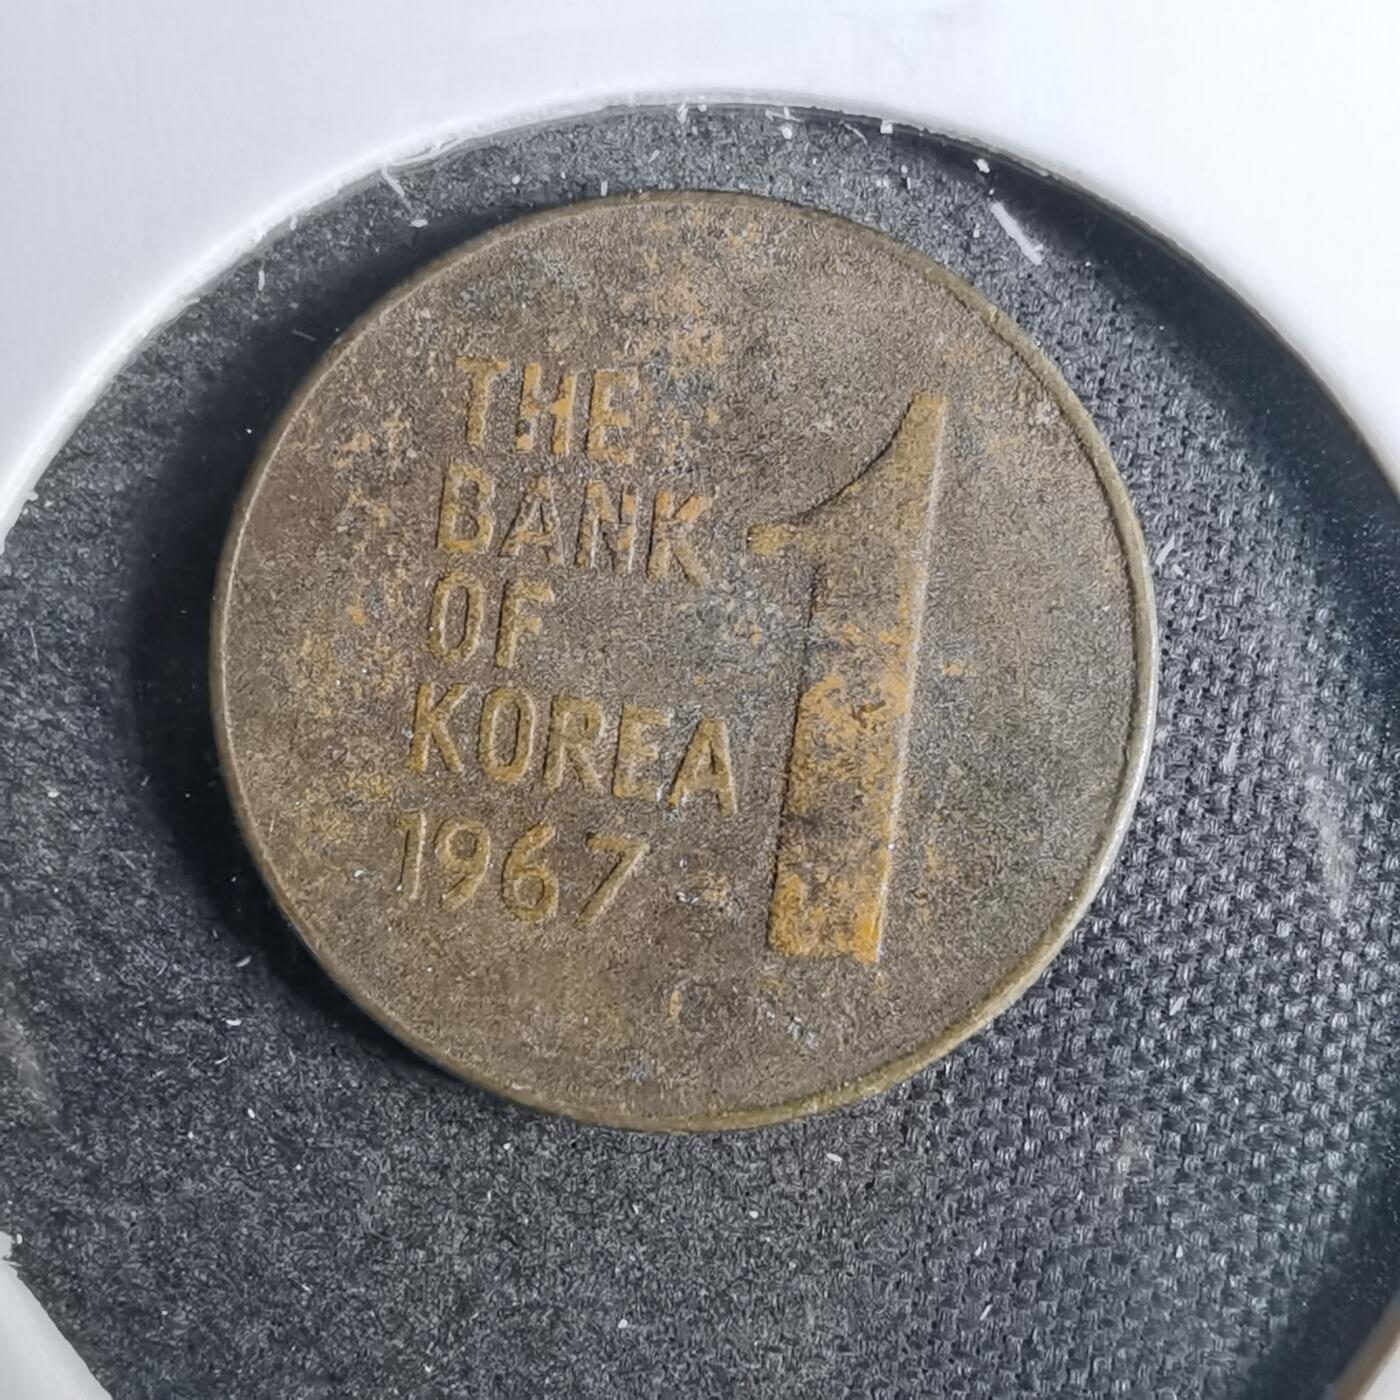 THE
BANK
OF
KOREA
1967
1